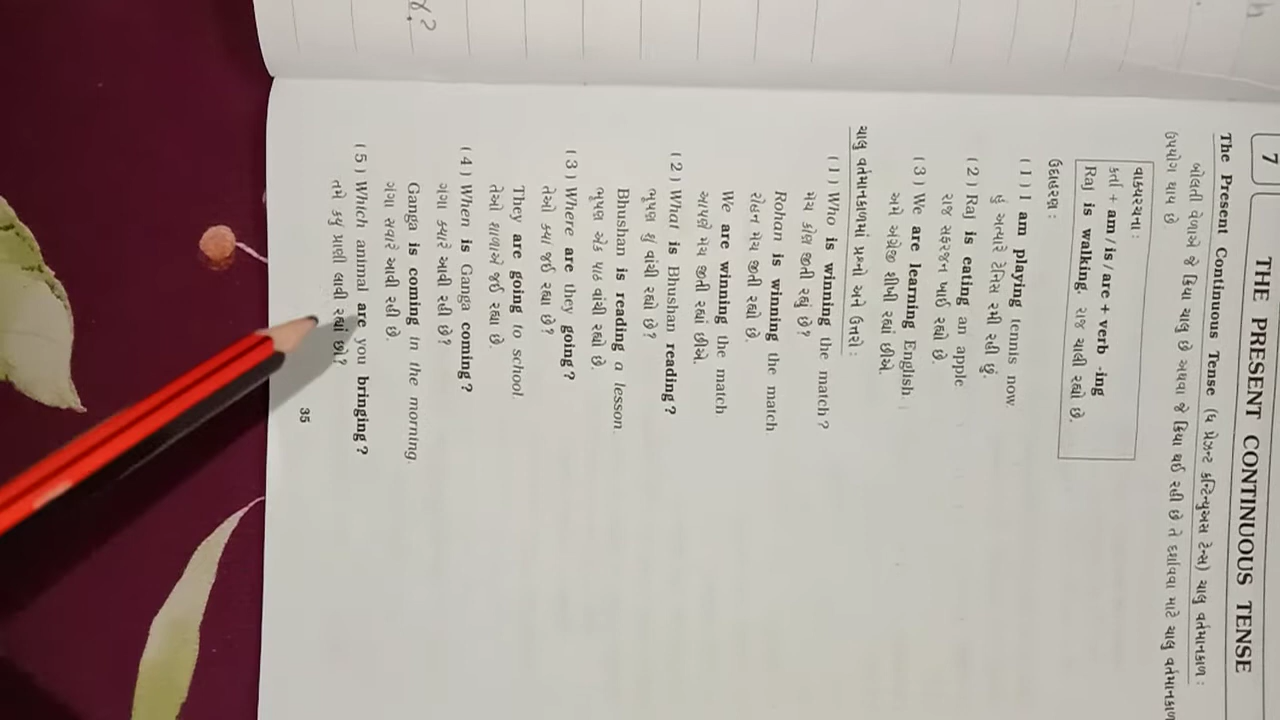 7
THE PRESENT CONTINUOUS TENSE
The Present Continuous Tense (ધ પ્રેઝન્ટ કન્ટિન્યુઅસ ટેન્સ) ચાલુ વર્તમાનકાળ :
બોલતી વેળાએ જે ક્રિયા ચાલુ છે અથવા જે ક્રિયા થઈ રહી છે તે દર્શાવવા માટે ચાલુ વર્તમાનકાળ
ઉપયોગ થાય છે.
વાક્યરચના :
કર્તા + am / is / are + verb -ing
Raj is walking. રાજ ચાલી રહ્યો છે.
ઉદાહરણ :
( 1 ) I am playing tennis now.
હું અત્યારે ટેનિસ રમી રહી છું.
( 2 ) Raj is eating an apple.
રાજ સફરજન ખાઈ રહ્યો છે.
( 3 ) We are learning English.
અમે અંગ્રેજી શીખી રહ્યાં છીએ.
ચાલુ વર્તમાનકાળમાં પ્રશ્નો અને ઉત્તરો :
( 1 ) Who is winning the match ?
મેચ કોણ જીતી રહ્યું છે?
Rohan is winning the match.
રોહન મેચ જીતી રહ્યો છે.
We are winning the match
આપણે મેચ જીતી રહ્યાં છીએ.
( 2 ) What is Bhushan reading ?
ભૂષણ શું વાંચી રહ્યો છે?
Bhushan is reading a lesson.
ભૂષણ એક પાઠ વાંચી રહ્યો છે.
( 3 ) Where are they going ?
તેઓ ક્યાં જઈ રહ્યા છે?
They are going to school.
તેઓ શાળાએ જઈ રહ્યા છે.
( 4 ) When is Ganga coming ?
ગંગા ક્યારે આવી રહી છે?
Ganga is coming in the morning.
ગંગા સવારે આવી રહી છે.
( 5 ) Which animal are you bringing ?
તમે કયું પ્રાણી લાવી રહ્યાં છો?
35